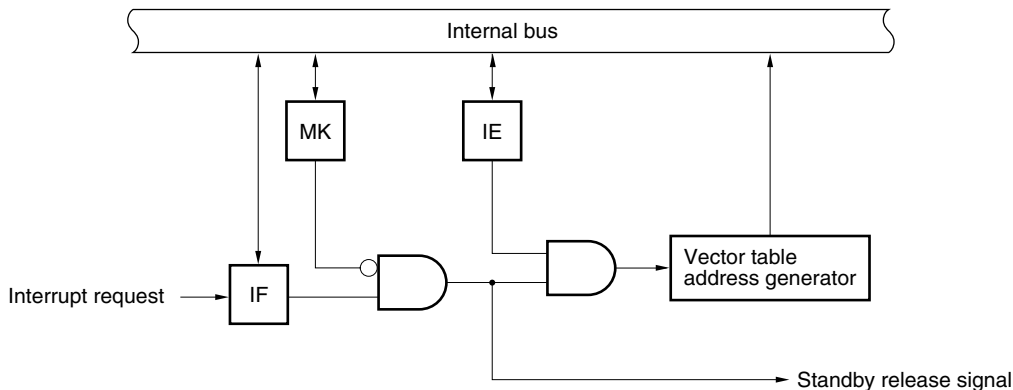 Internal bus
MK
IE
Vector table
address generator
Interrupt request
IF
Standby release signal